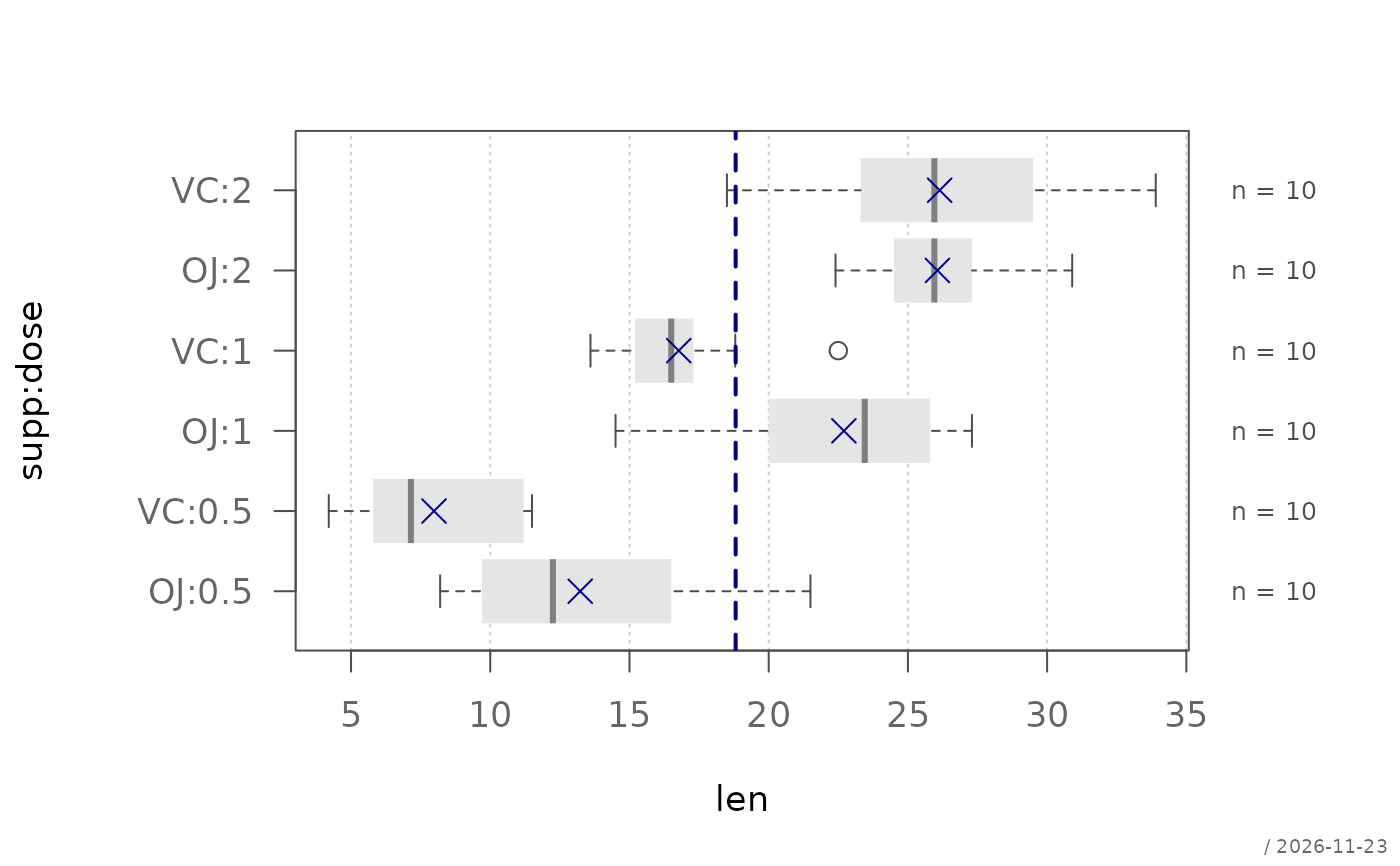 VC:2
n = 10
OJ:2
n = 10
VC:1
n = 10
OJ:1
n = 10
VC:0.5
n = 10
OJ:0.5
n = 10
supp:dose
5 10 15 20 25 30 35
len
/ 2026-11-23